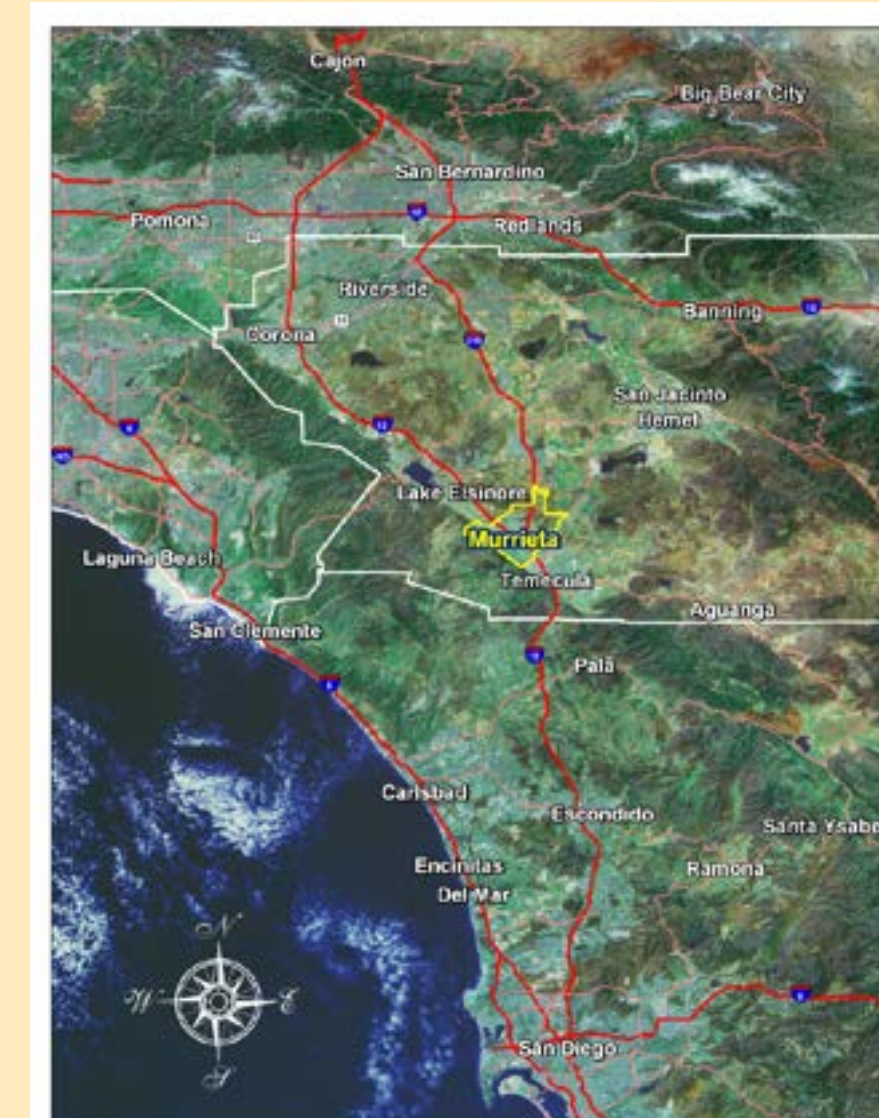 Cajon
Big Bear City
San Bernardino
Pomona
Redlands
Riverside
Banning
Corona
San Jacinto
Hemet
Lake Elsinore
Murrieta
Laguna Beach
Temecula
Aguanga
San Clemente
Pala
Carlsbad
Escondido
Santa Ysabe
Encinitas
Ramona
Del Mar
N
W
E
S
San Diego